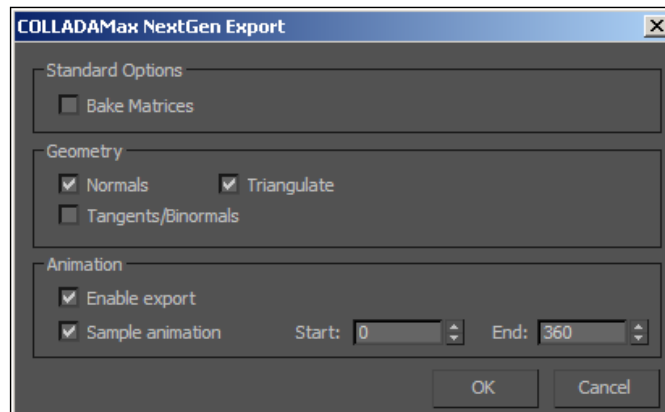 COLLADAMax NextGen Export
Standard Options
Bake Matrices
Geometry
Normals Triangulate
Tangents/Binormals
Animation
Enable export
Sample animation Start: 0 End: 360
OK Cancel